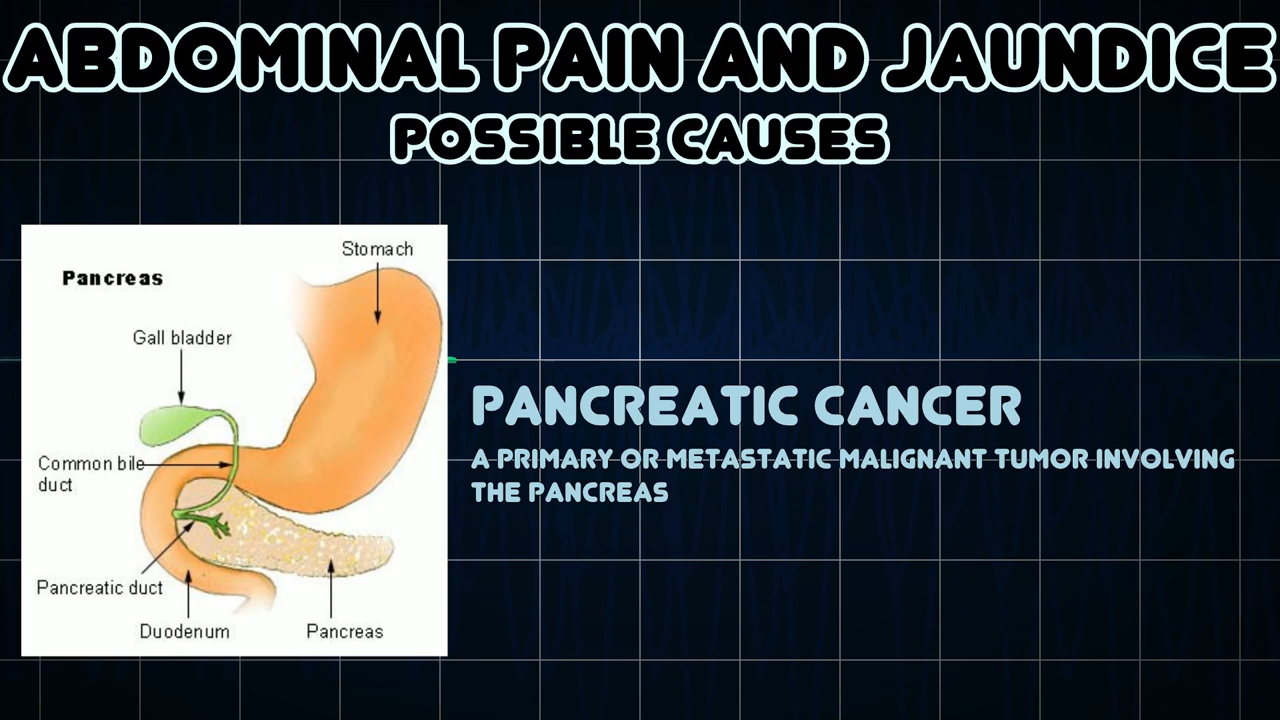 ABDOMINAL PAIN AND JAUNDICE
POSSIBLE CAUSES
Stomach
Pancreas
Gall bladder
Common bile
duct
Pancreatic duct
Duodenum
Pancreas
PANCREATIC CANCER
A PRIMARY OR METASTATIC MALIGNANT TUMOR INVOLVING
THE PANCREAS